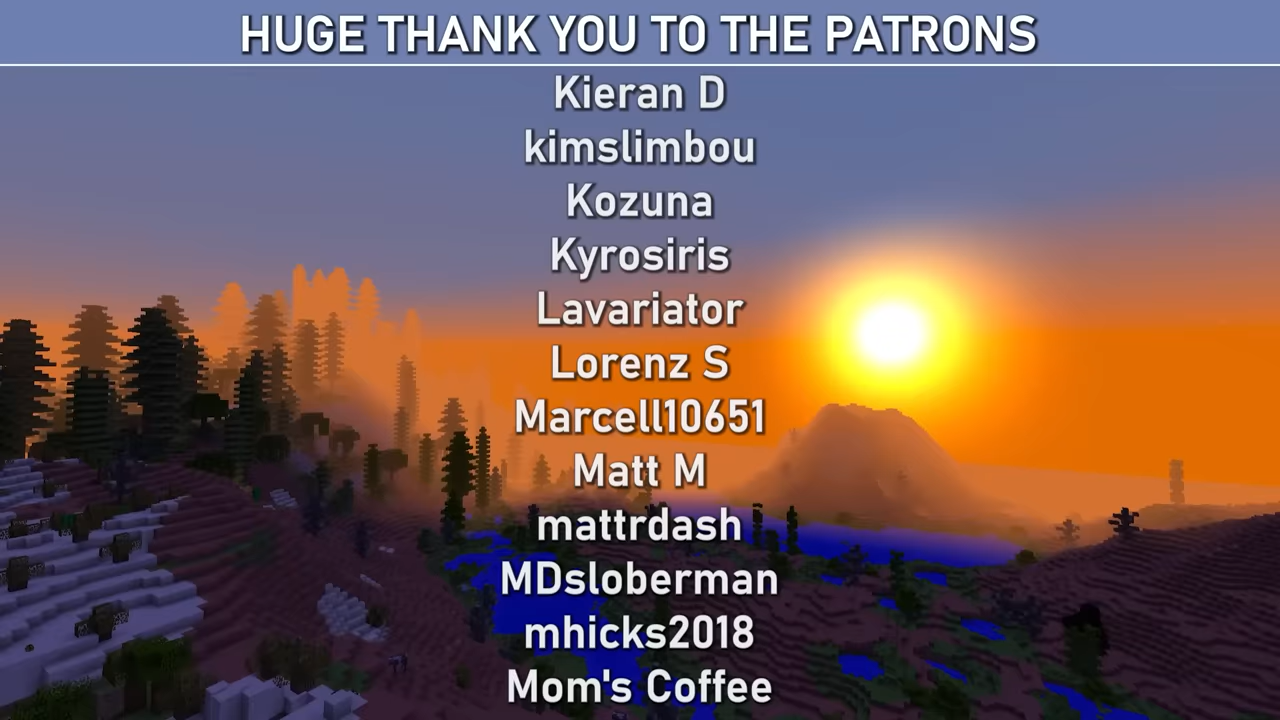 HUGE THANK YOU TO THE PATRONS
Kieran D
kimslimbou
Kozuna
Kyrosiris
Lavariator
Lorenz S
Marcell10651
Matt M
mattrdash
MDsloberman
mhicks2018
Mom's Coffee